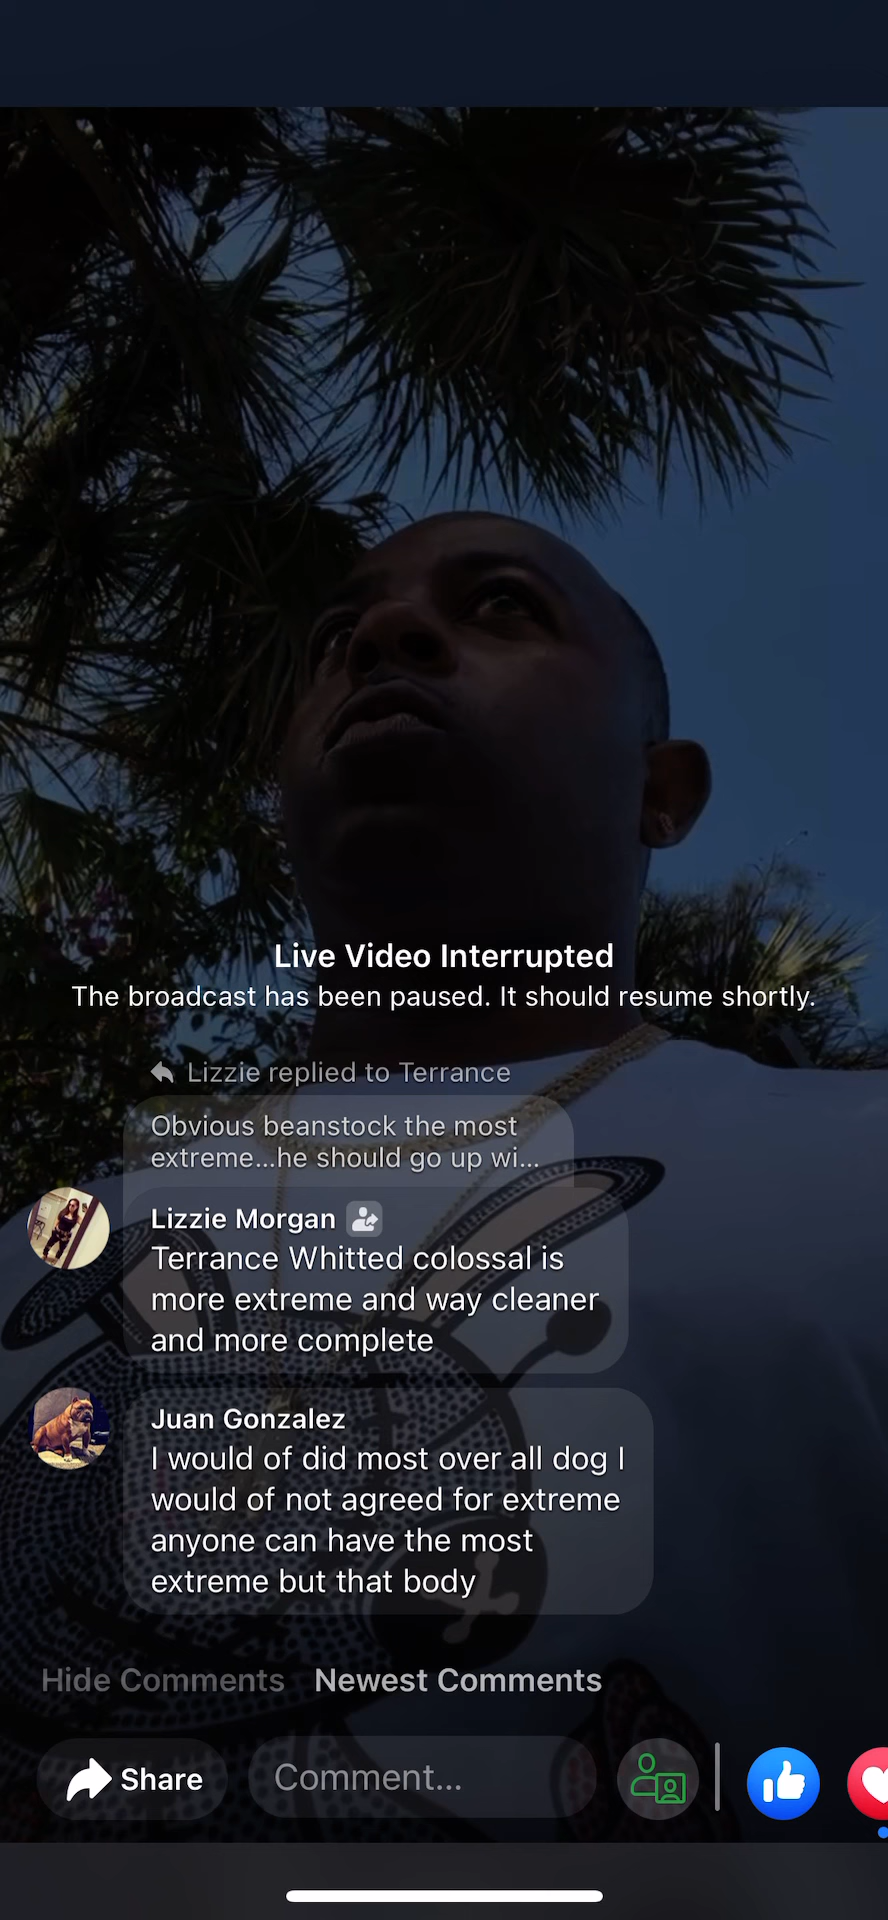 Live Video Interrupted
The broadcast has been paused. It should resume shortly.
Lizzie replied to Terrance
Obvious beanstock the most
extreme...he should go up wi...
Lizzie Morgan
Terrance Whitted colossal is
more extreme and way cleaner
and more complete
Juan Gonzalez
I would of did most over all dog I
would of not agreed for extreme
anyone can have the most
extreme but that body
Hide Comments Newest Comments
Share Comment...